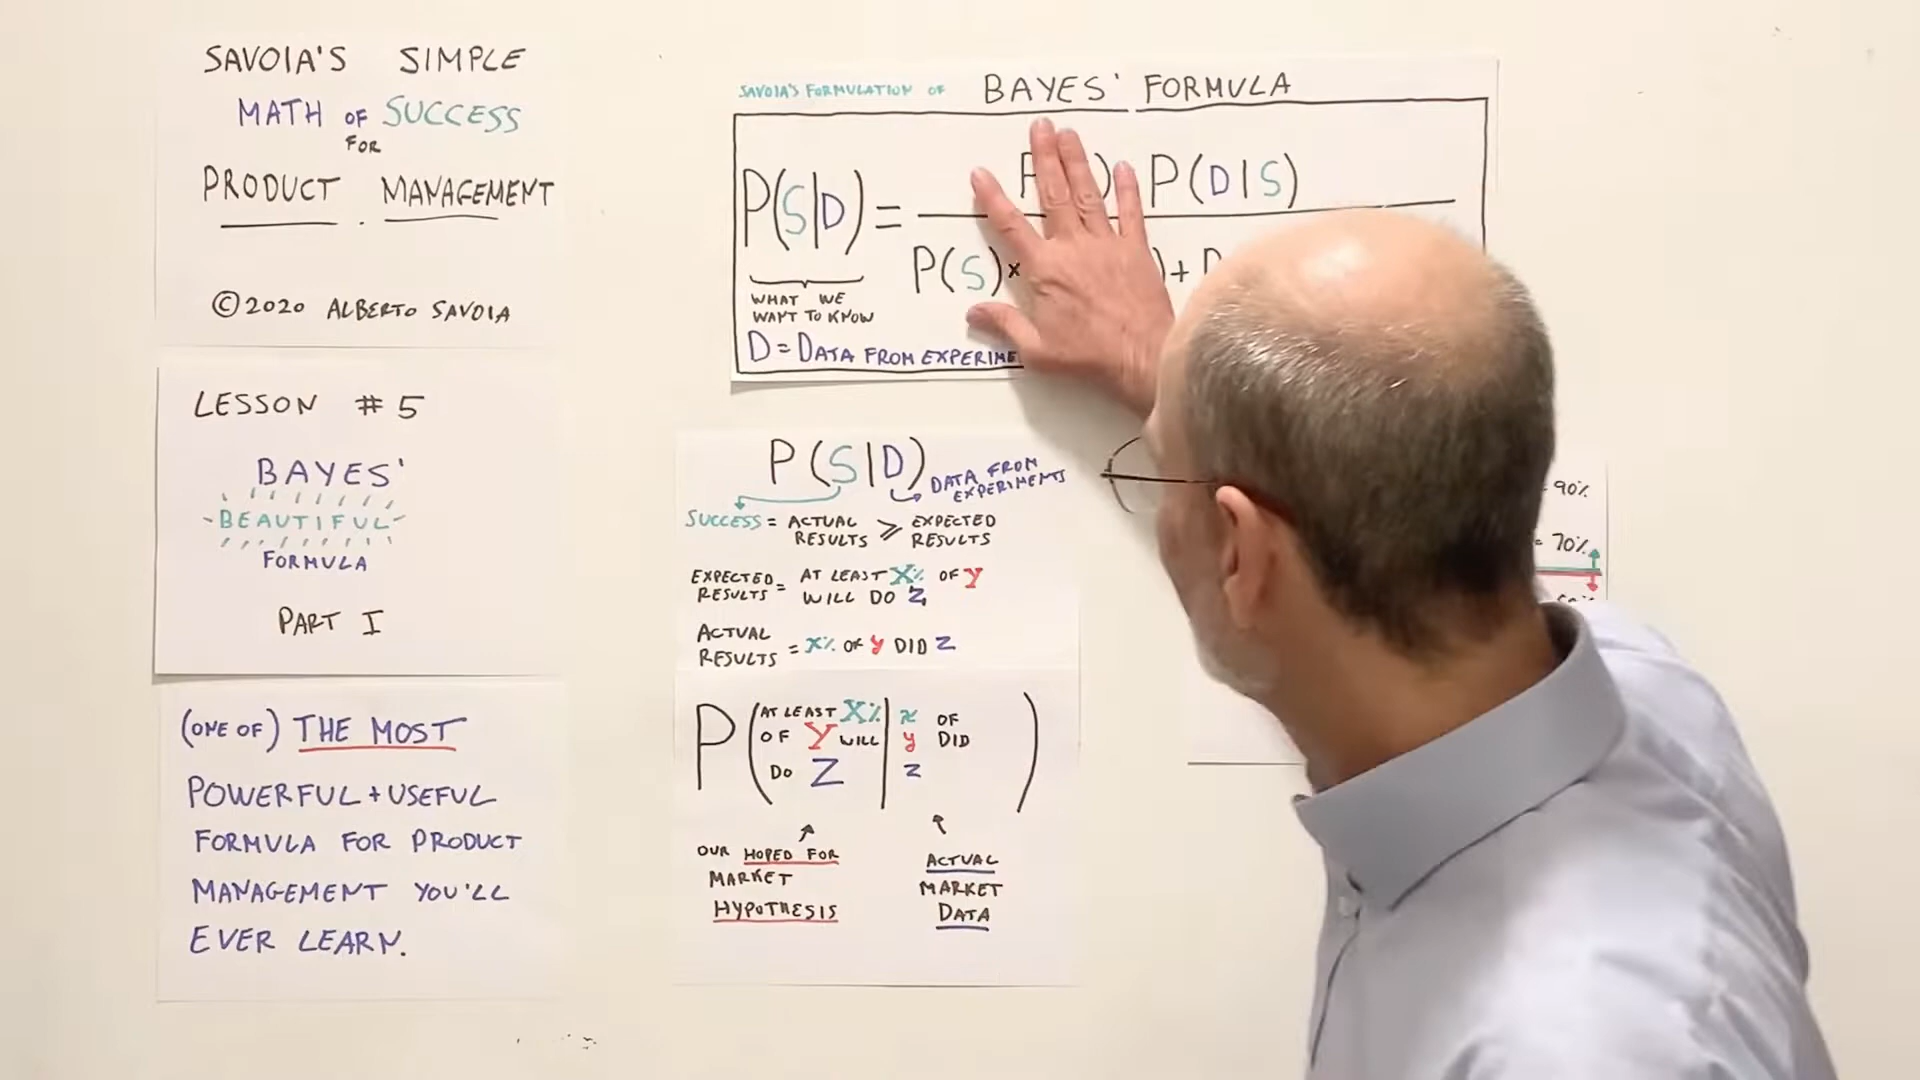 SAVOIA'S SIMPLE
MATH OF SUCCESS
FOR
PRODUCT MANAGEMENT
©2020 ALBERTO SAVOIA
LESSON #5
BAYES'
BEAUTIFUL
FORMULA
PART I
(ONE OF) THE MOST
POWERFUL + USEFUL
FORMULA FOR PRODUCT
MANAGEMENT YOU'LL
EVER LEARN.
SAVOIA'S FORMULATION OF BAYES' FORMULA
P(S|D) =
P(D|S)
P(S) ×
) +
WHAT WE
WANT TO KNOW
D = DATA FROM
P(S|D)
DATA FROM
EXPERIMENTS
SUCCESS = ACTUAL RESULTS ≥ EXPECTED RESULTS
EXPECTED RESULTS = AT LEAST X% OF Y
WILL DO Z
ACTUAL RESULTS = X% OF Y DID Z
P(AT LEAST X% | x OF
OF Y WILL | y DID
DO Z | z )
OUR HOPED FOR
MARKET
HYPOTHESIS
ACTUAL
MARKET
DATA
90%
= 70%